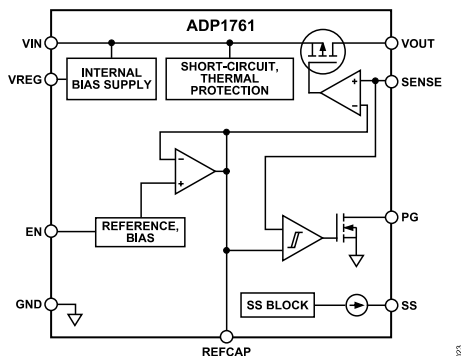 ADP1761
VIN
VOUT
VREG
INTERNAL
BIAS SUPPLY
SHORT-CIRCUIT,
THERMAL
PROTECTION
SENSE
+
−
−
+
EN
REFERENCE,
BIAS
PG
GND
SS BLOCK
SS
REFCAP